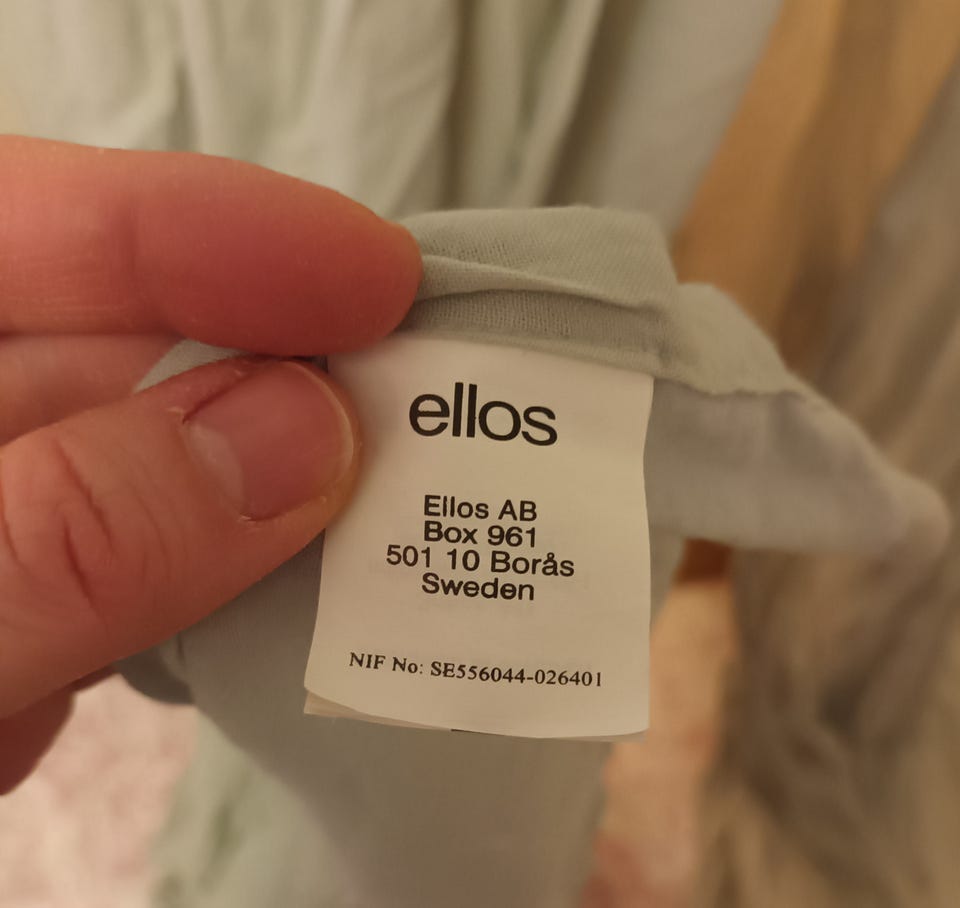 ellos
Ellos AB
Box 961
501 10 Borås
Sweden
NIF No: SE556044-026401